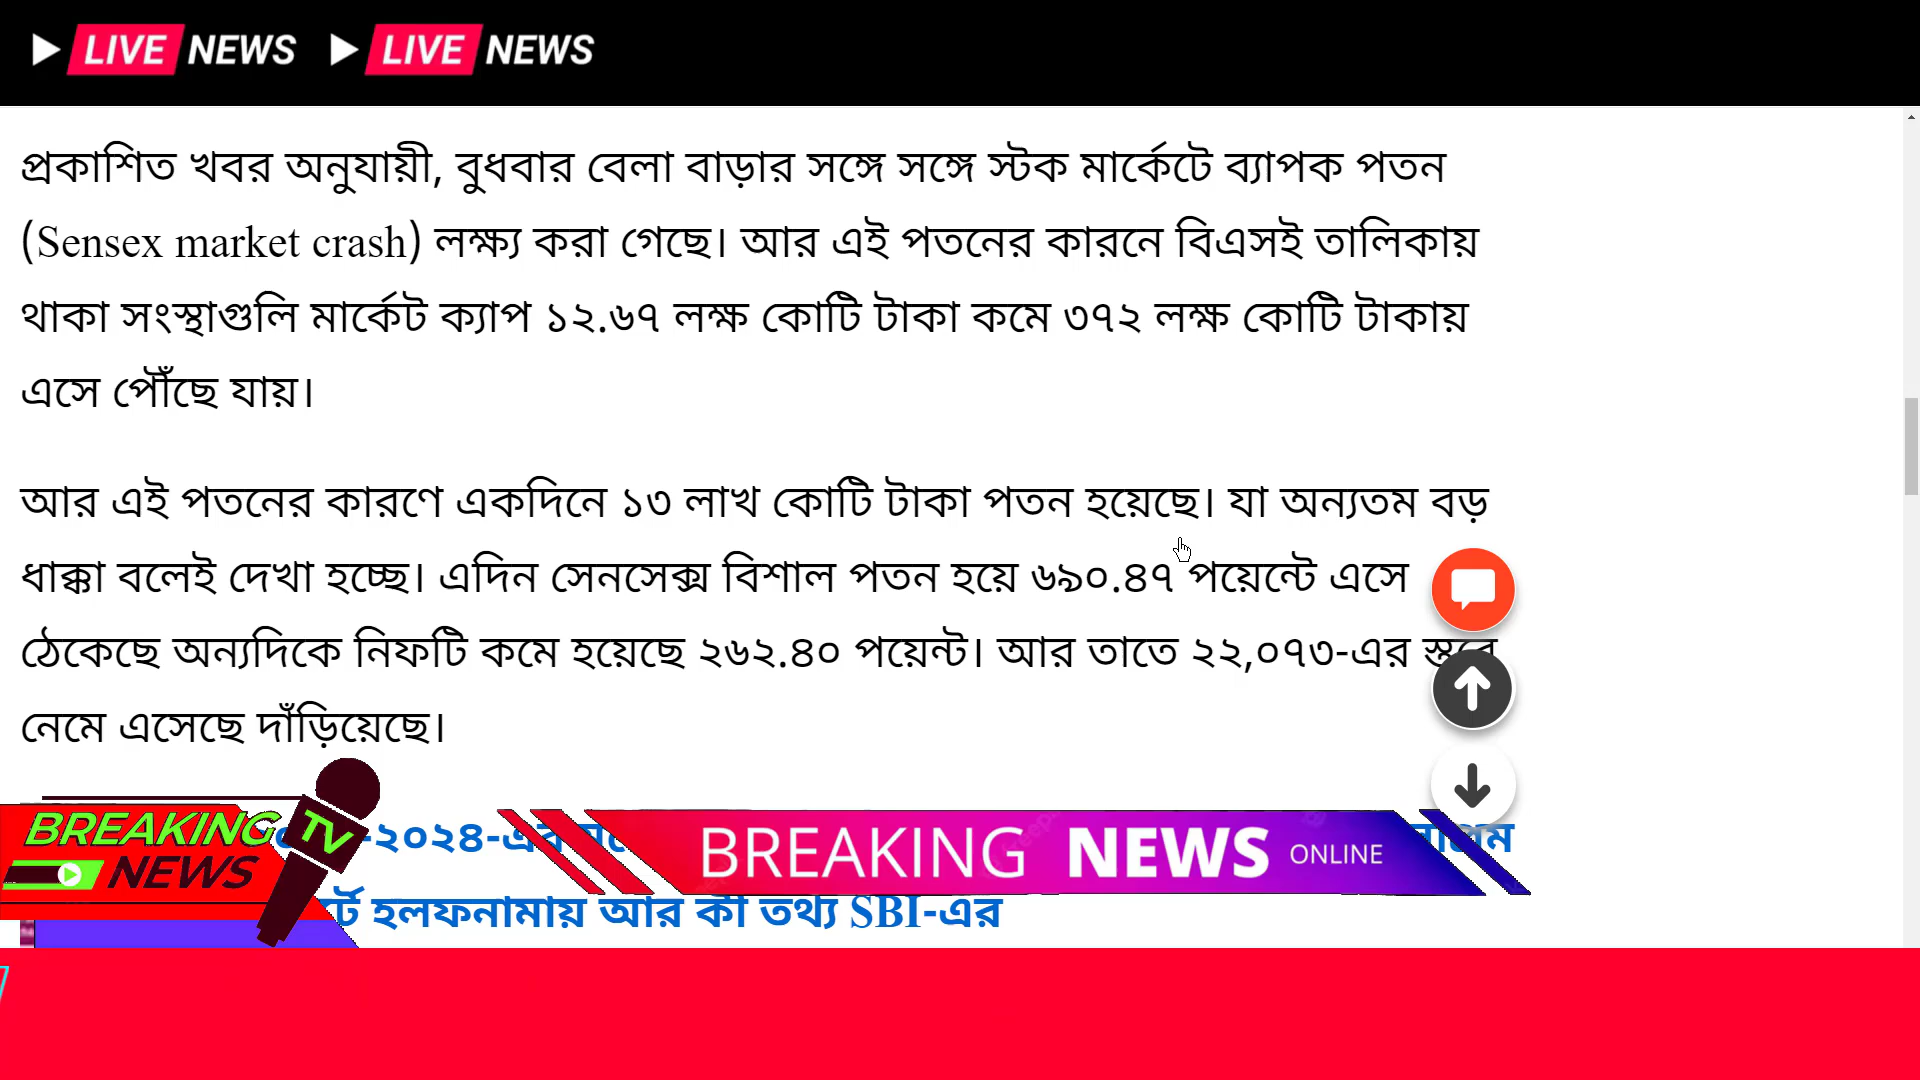 LIVE NEWS LIVE NEWS
প্রকাশিত খবর অনুযায়ী, বুধবার বেলা বাড়ার সঙ্গে সঙ্গে স্টক মার্কেটে ব্যাপক পতন
(Sensex market crash) লক্ষ্য করা গেছে। আর এই পতনের কারনে বিএসই তালিকায়
থাকা সংস্থাগুলি মার্কেট ক্যাপ ১২.৬৭ লক্ষ কোটি টাকা কমে ৩৭২ লক্ষ কোটি টাকায়
এসে পৌঁছে যায়।
আর এই পতনের কারণে একদিনে ১৩ লাখ কোটি টাকা পতন হয়েছে। যা অন্যতম বড়
ধাক্কা বলেই দেখা হচ্ছে। এদিন সেনসেক্স বিশাল পতন হয়ে ৬৯০.৪৭ পয়েন্টে এসে
ঠেকেছে অন্যদিকে নিফটি কমে হয়েছে ২৬২.৪০ পয়েন্ট। আর তাতে ২২,০৭৩-এর স্তরে
নেমে এসেছে দাঁড়িয়েছে।
BREAKING TV -২০২৪-এর BREAKING NEWS ONLINE
NEWS
হলফনামায় আর কী তথ্য SBI-এর